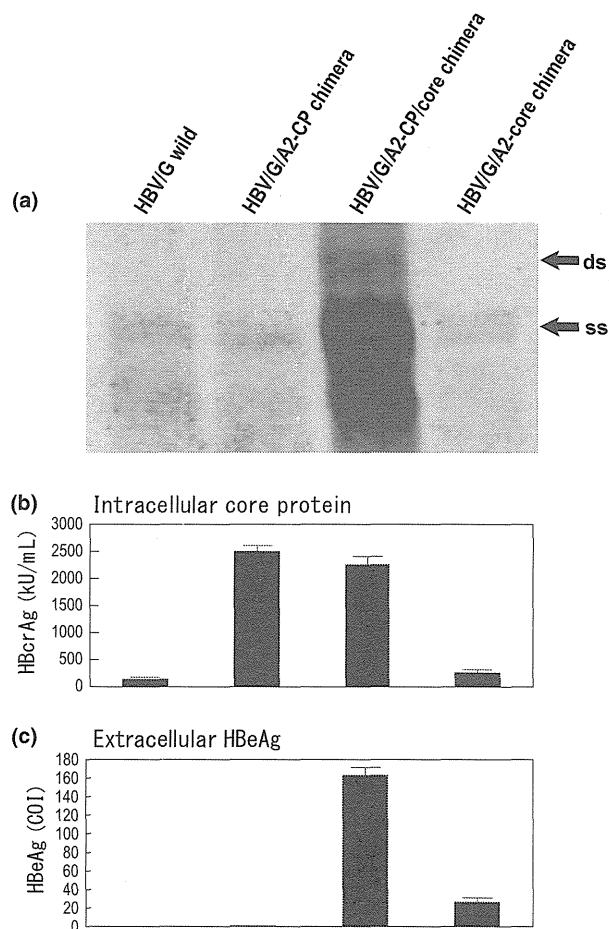 HBV/G wild
HBV/G/A2-CP chimera
HBV/G/A2-CP/core chimera
HBV/G/A2-core chimera
(a)
ds
ss
(b) Intracellular core protein
HBcrAg (kU/mL)
3000
2500
2000
1500
1000
500
0
(c) Extracellular HBeAg
HBeAg (COI)
180
160
140
120
100
80
60
40
20
0